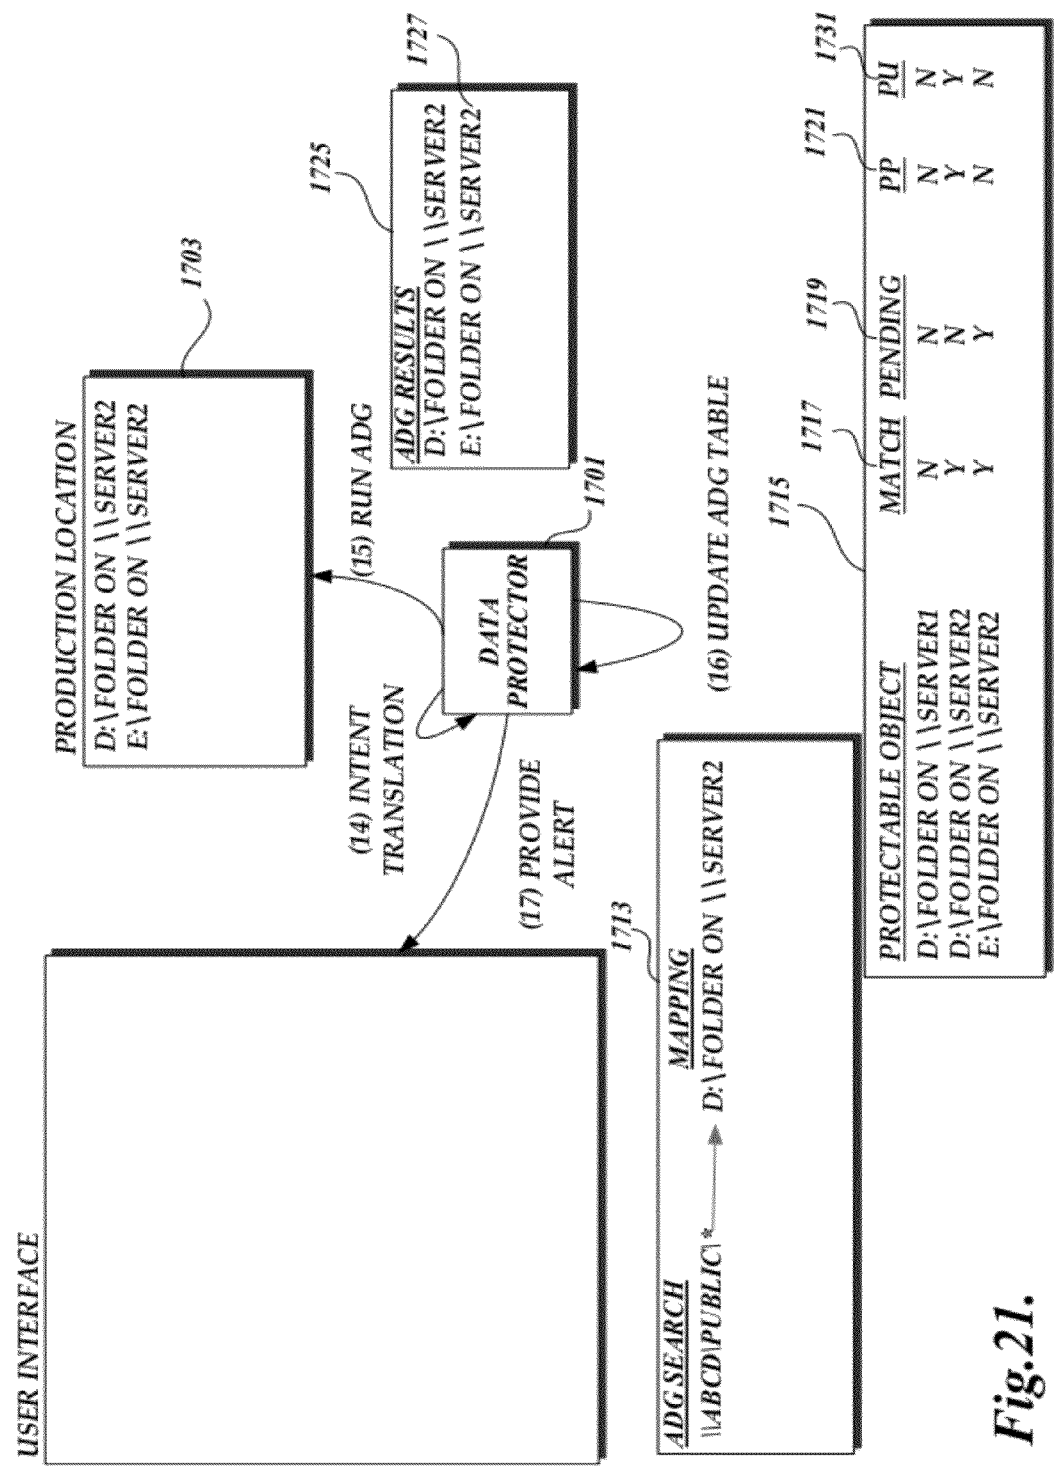 USER INTERFACE
PRODUCTION LOCATION
D:\FOLDER ON \\SERVER2
E:\FOLDER ON \\SERVER2
1703
(14) INTENT
TRANSLATION
(15) RUN ADG
1725
1727
ADG RESULTS
D:\FOLDER ON \\SERVER2
E:\FOLDER ON \\SERVER2
DATA
PROTECTOR
1701
(17) PROVIDE
ALERT
(16) UPDATE ADG TABLE
1713
ADG SEARCH MAPPING
\\ABCD\PUBLIC\* D:\FOLDER ON \\SERVER2
1715
1717
1719
1721
1731
PROTECTABLE OBJECT MATCH PENDING PP PU
D:\FOLDER ON \\SERVER1 N N N N
D:\FOLDER ON \\SERVER2 Y N Y Y
E:\FOLDER ON \\SERVER2 Y Y N N
Fig.21.